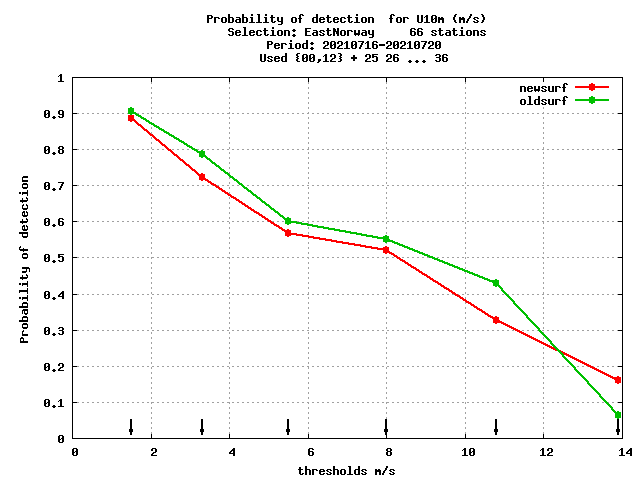 Probability of detection  for U10m (m/s)
Selection: EastNorway     66 stations
Period: 20210716-20210720
Used {00,12} + 25 26 ... 36
newsurf
oldsurf
1
0.9
0.8
0.7
0.6
0.5
0.4
0.3
0.2
0.1
0
Probability of detection
0 2 4 6 8 10 12 14
thresholds m/s